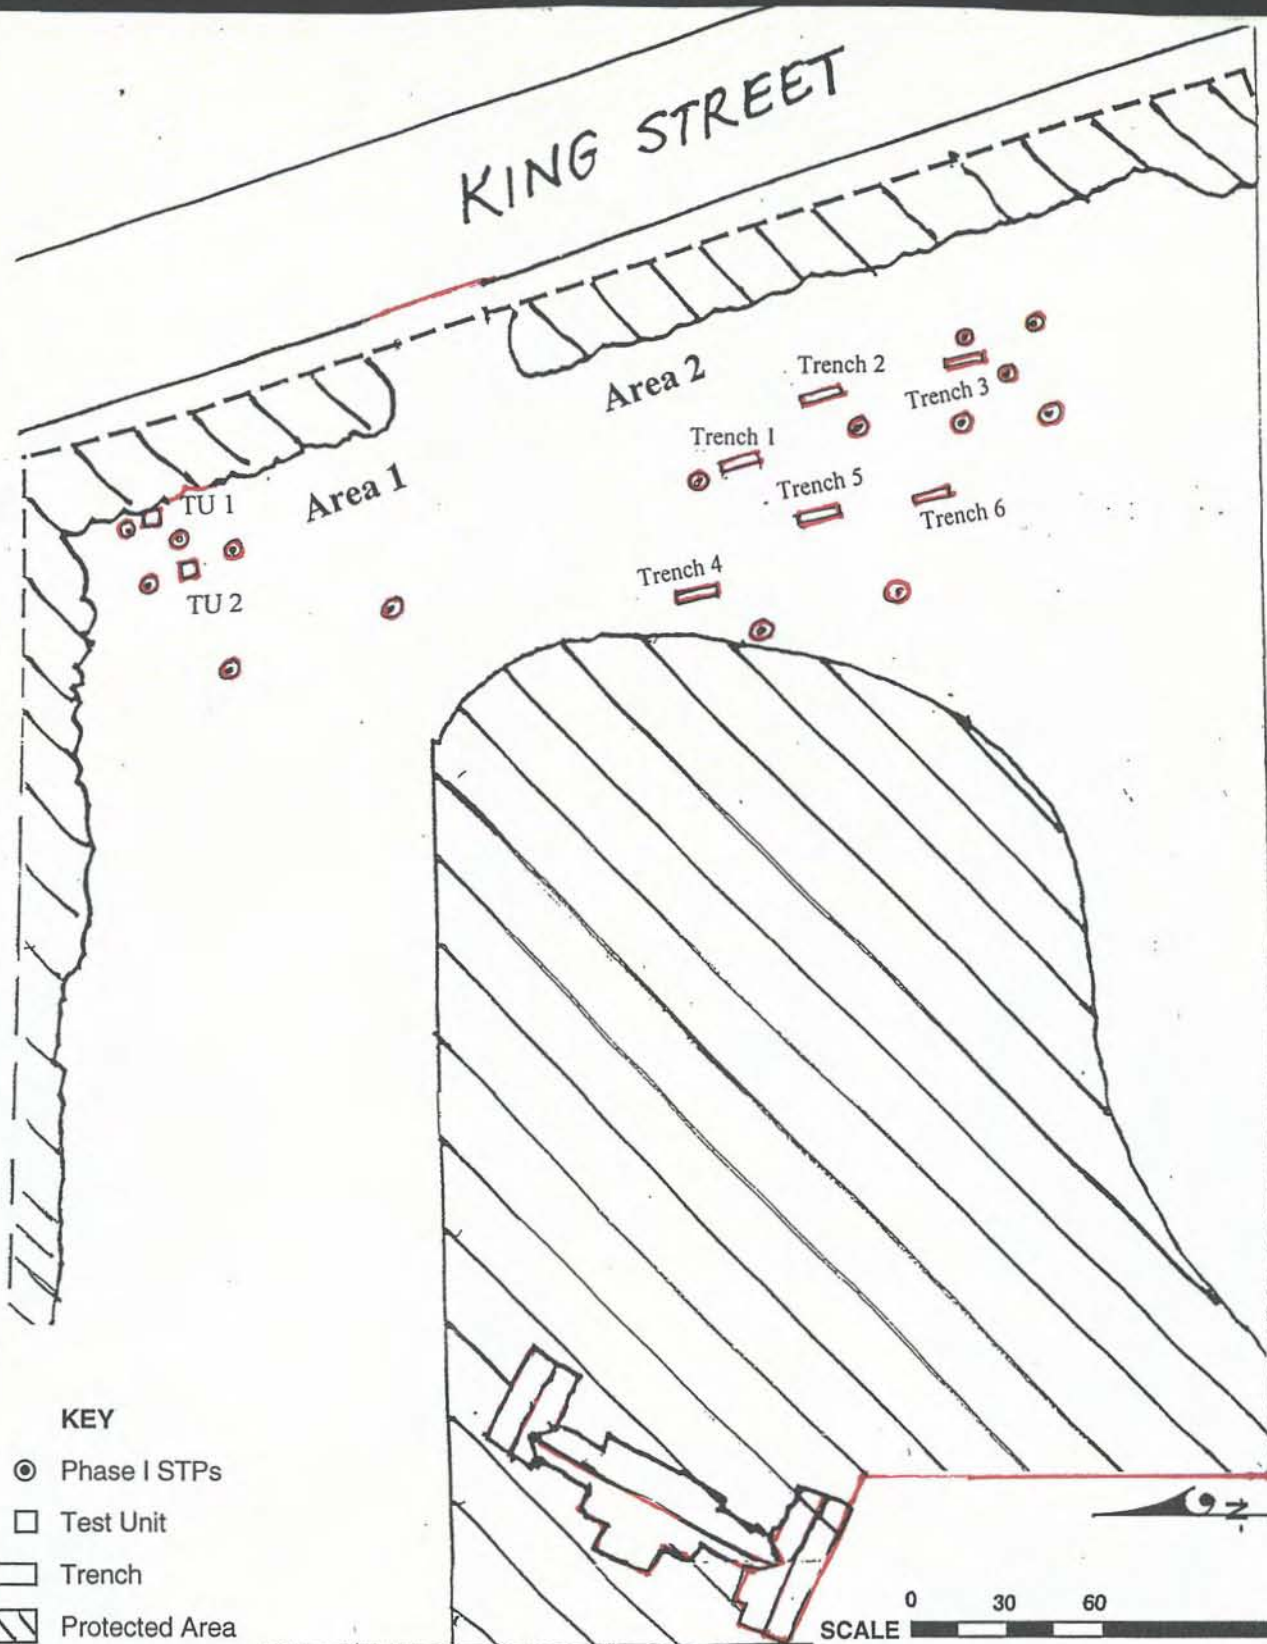 KING STREET
Area 2
Trench 2
Trench 3
Trench 1
Trench 5
Trench 6
Area 1
TU 1
Trench 4
TU 2
KEY
Phase I STPs
Test Unit
Trench
Protected Area
N
0 30 60
SCALE